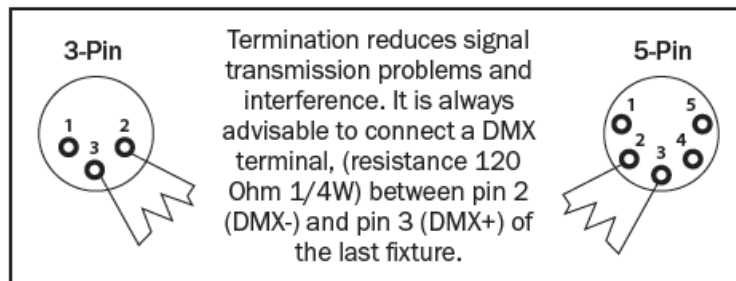 3-Pin
1
2
3
Termination reduces signal
transmission problems and
interference. It is always
advisable to connect a DMX
terminal, (resistance 120
Ohm 1/4W) between pin 2
(DMX-) and pin 3 (DMX+) of
the last fixture.
5-Pin
1
5
2
4
3